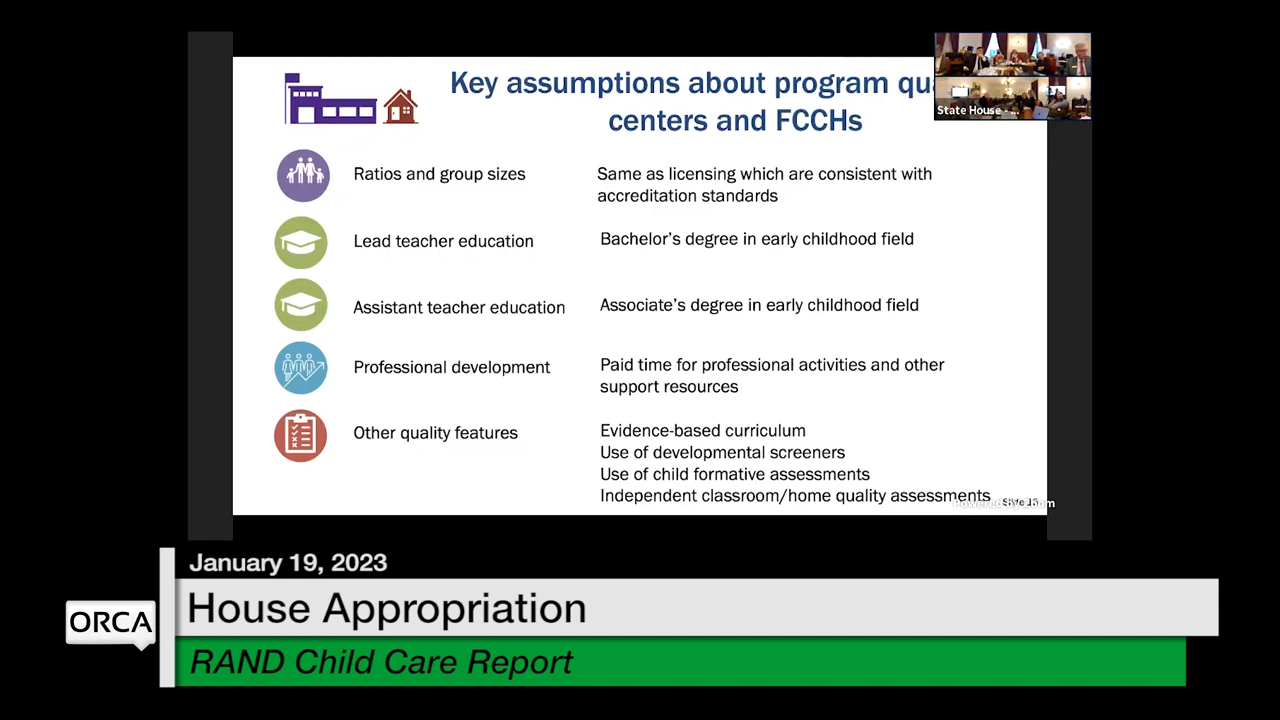 Key assumptions about program
centers and FCCHs
State House - ...
Ratios and group sizes
Same as licensing which are consistent with
accreditation standards
Lead teacher education
Bachelor's degree in early childhood field
Assistant teacher education
Associate's degree in early childhood field
Professional development
Paid time for professional activities and other
support resources
Other quality features
Evidence-based curriculum
Use of developmental screeners
Use of child formative assessments
Independent classroom/home quality assessments
Powered by Zoom
January 19, 2023
ORCA
House Appropriation
RAND Child Care Report